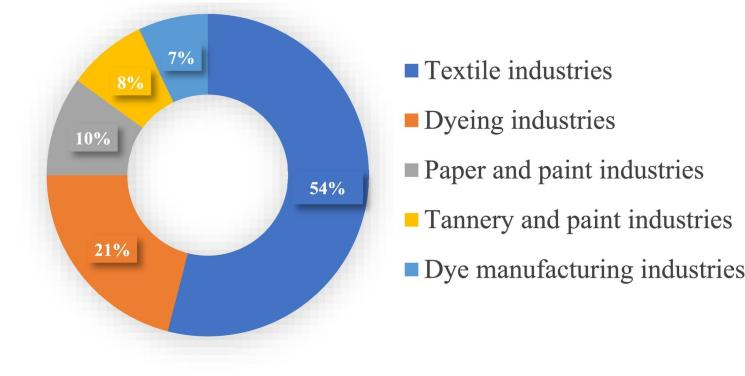 7%
8%
10%
54%
21%
Textile industries
Dyeing industries
Paper and paint industries
Tannery and paint industries
Dye manufacturing industries